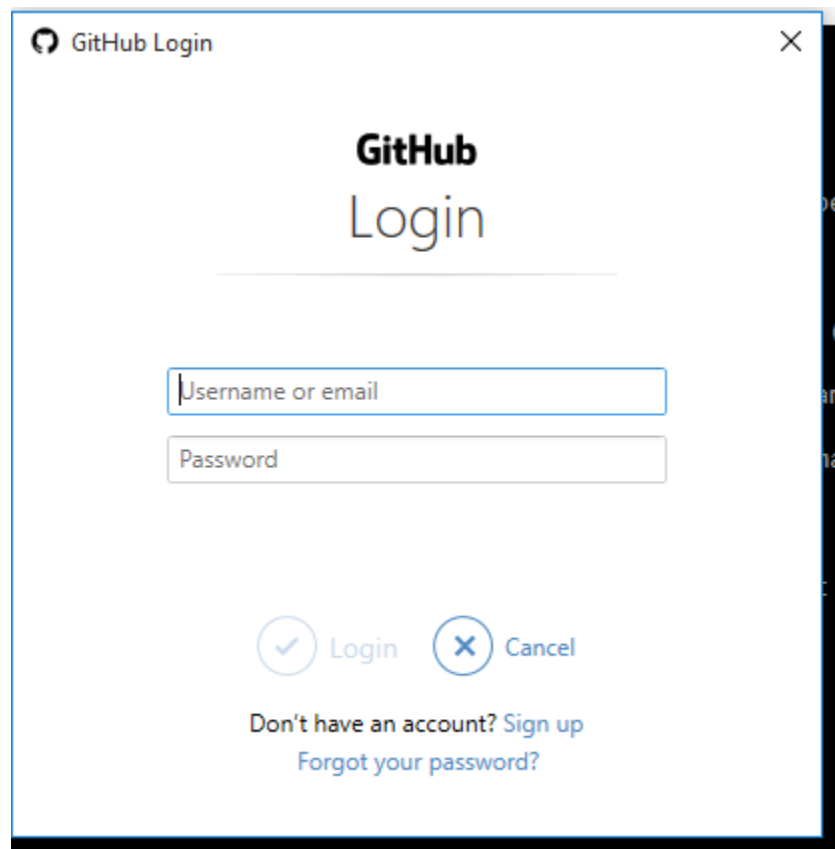 GitHub Login
GitHub
Login
Username or email
Password
Login
Cancel
Don't have an account? Sign up
Forgot your password?